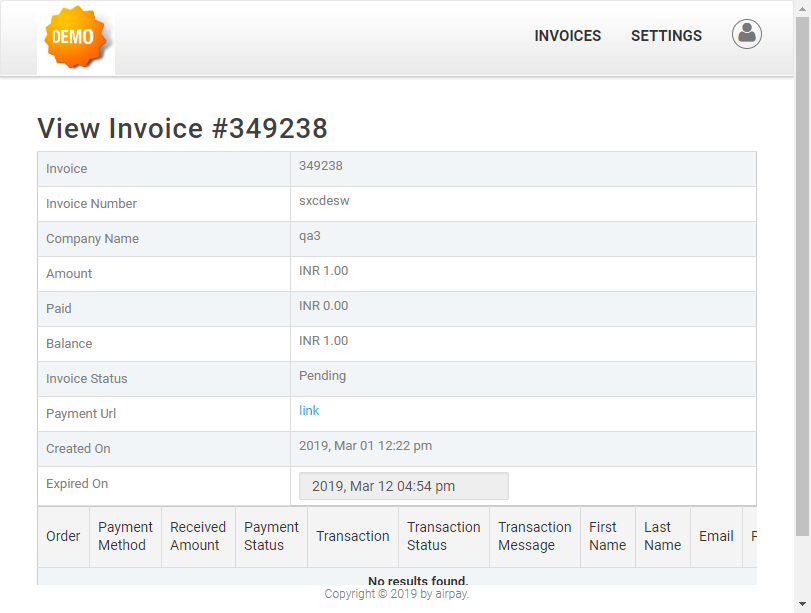 DEMO
INVOICES SETTINGS
View Invoice #349238
Invoice 349238
Invoice Number sxcdesw
Company Name qa3
Amount INR 1.00
Paid INR 0.00
Balance INR 1.00
Invoice Status Pending
Payment Url link
Created On 2019, Mar 01 12:22 pm
Expired On 2019, Mar 12 04:54 pm
Order Payment Method Received Amount Payment Status Transaction Transaction Status Transaction Message First Name Last Name Email
No results found.
Copyright © 2019 by airpay.